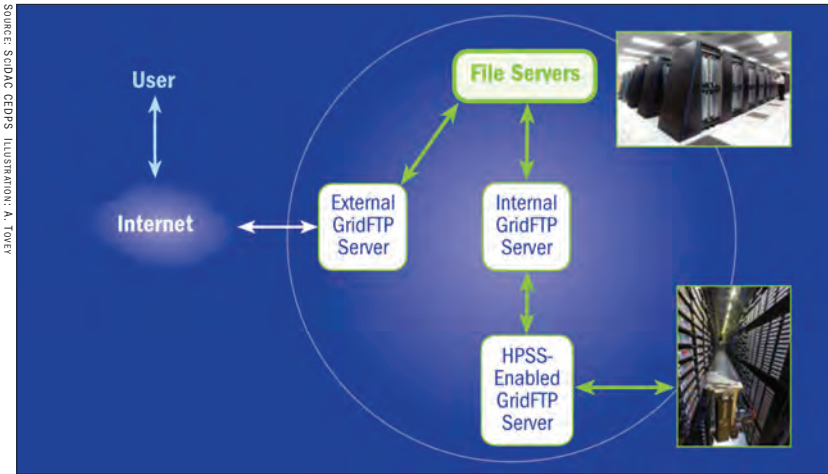 SOURCE: SCIDAC CEDPS ILLUSTRATION: A. TOVEY
User
File Servers
Internet
External
GridFTP
Server
Internal
GridFTP
Server
HPSS-
Enabled
GridFTP
Server